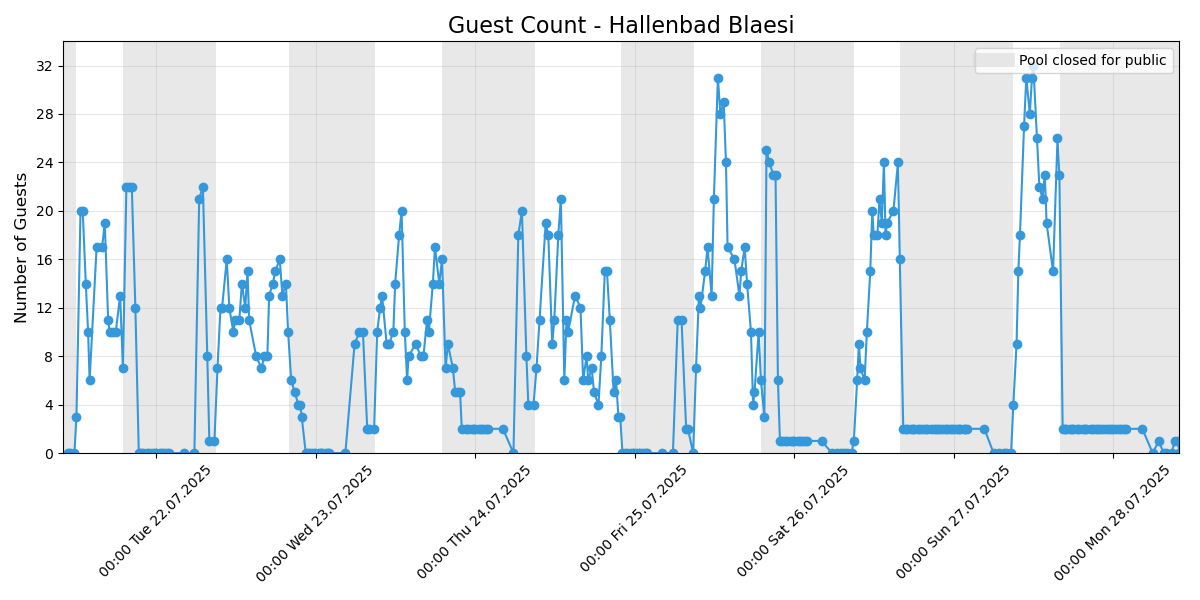 Guest Count - Hallenbad Blaesi
Pool closed for public
Number of Guests
32
28
24
20
16
12
8
4
0
00:00 Tue 22.07.2025
00:00 Wed 23.07.2025
00:00 Thu 24.07.2025
00:00 Fri 25.07.2025
00:00 Sat 26.07.2025
00:00 Sun 27.07.2025
00:00 Mon 28.07.2025